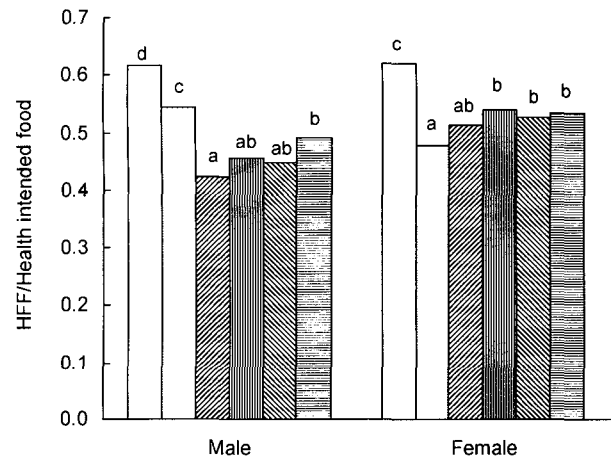 HFF/Health intended food
0.7
0.6
0.5
0.4
0.3
0.2
0.1
0.0
d
c
a
ab
ab
b
c
a
ab
b
b
b
Male
Female